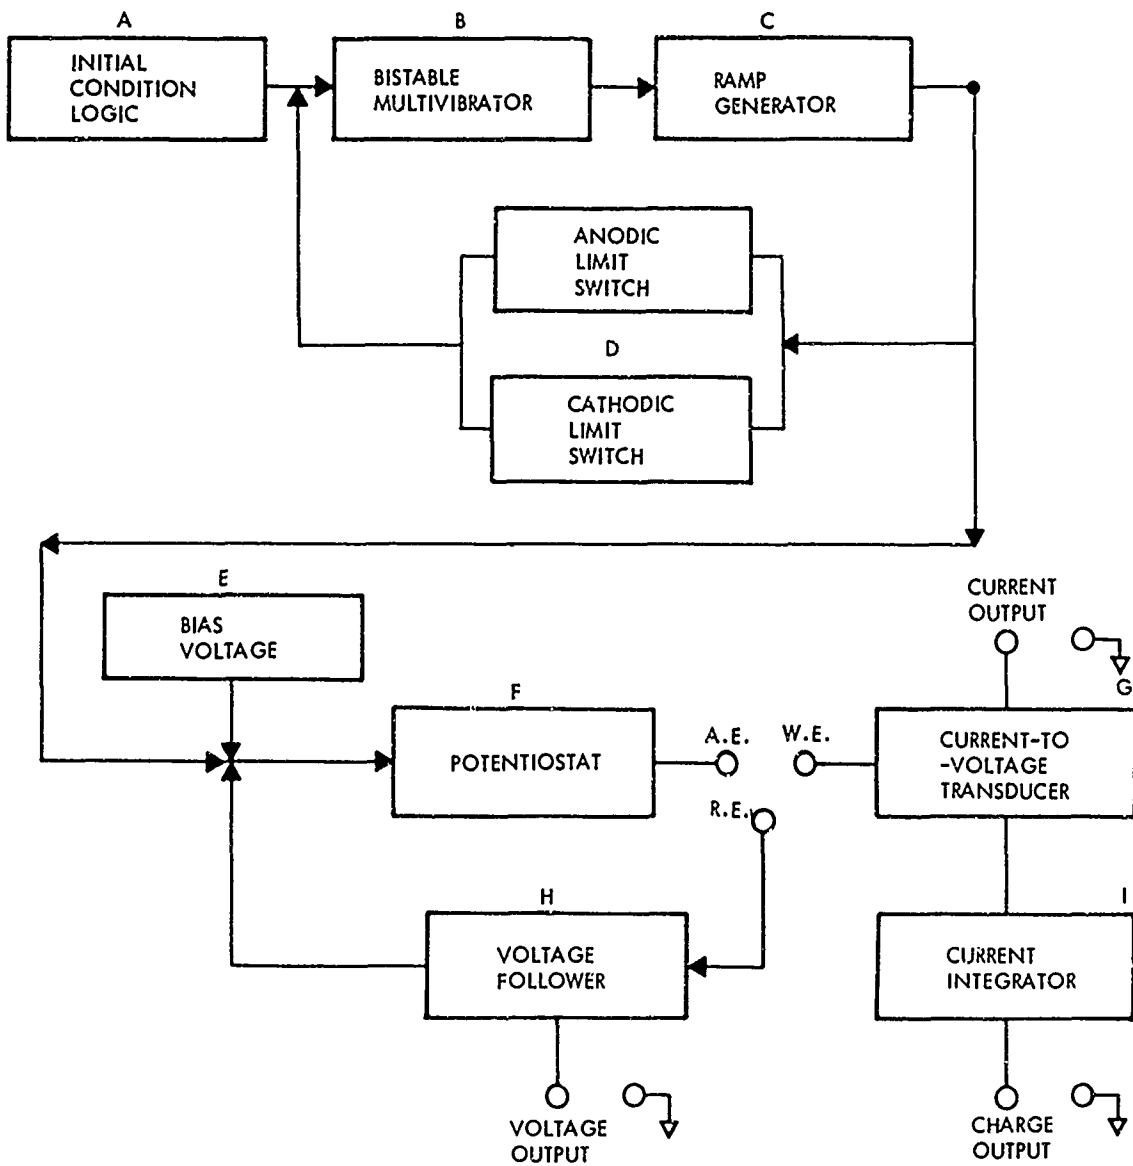 A
B
C
INITIAL
CONDITION
LOGIC
BISTABLE
MULTIVIBRATOR
RAMP
GENERATOR
ANODIC
LIMIT
SWITCH
D
CATHODIC
LIMIT
SWITCH
E
BIAS
VOLTAGE
CURRENT
OUTPUT
F
G
POTENTIOSTAT
A.E.
W.E.
R.E.
CURRENT-TO
-VOLTAGE
TRANSDUCER
H
I
VOLTAGE
FOLLOWER
CURRENT
INTEGRATOR
VOLTAGE
OUTPUT
CHARGE
OUTPUT